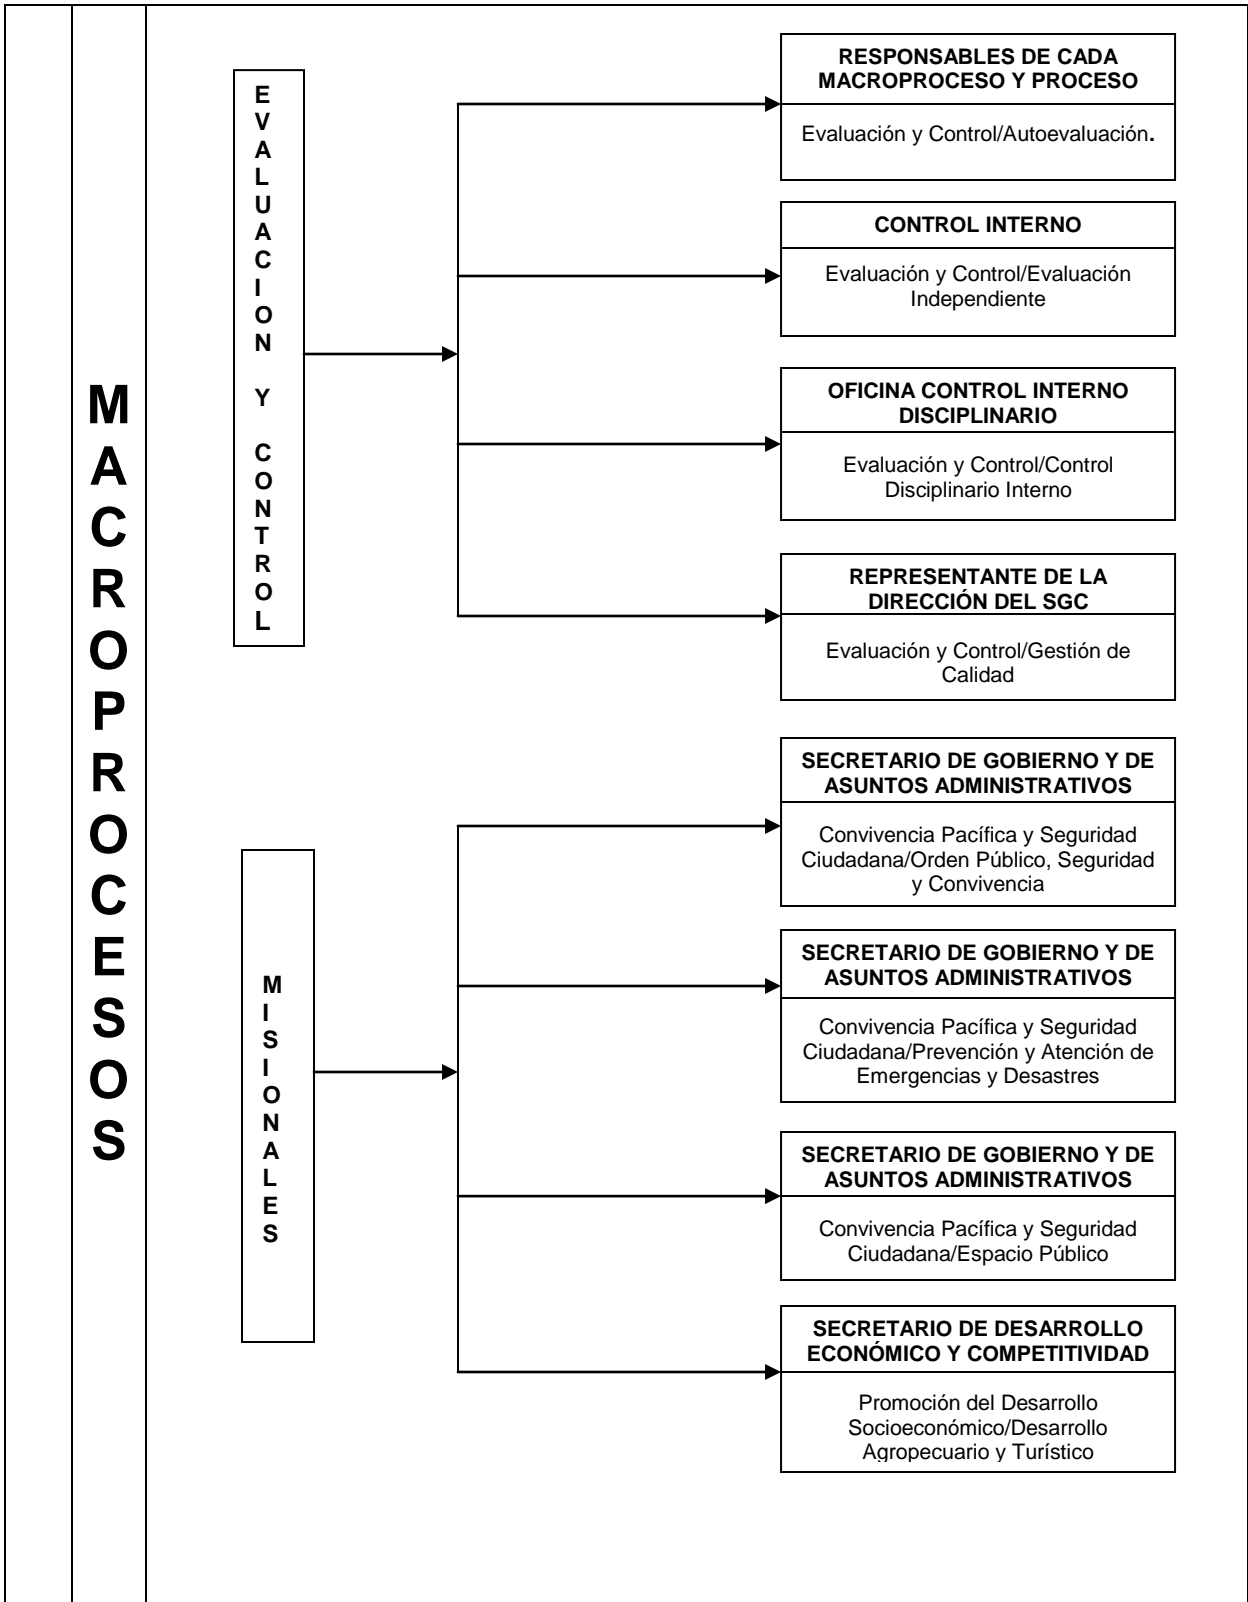 MACROPROCESOS
EVALUACION Y CONTROL
RESPONSABLES DE CADA
MACROPROCESO Y PROCESO
Evaluación y Control/Autoevaluación.
CONTROL INTERNO
Evaluación y Control/Evaluación
Independiente
OFICINA CONTROL INTERNO
DISCIPLINARIO
Evaluación y Control/Control
Disciplinario Interno
REPRESENTANTE DE LA
DIRECCIÓN DEL SGC
Evaluación y Control/Gestión de
Calidad
MISIONALES
SECRETARIO DE GOBIERNO Y DE
ASUNTOS ADMINISTRATIVOS
Convivencia Pacífica y Seguridad
Ciudadana/Orden Público, Seguridad
y Convivencia
SECRETARIO DE GOBIERNO Y DE
ASUNTOS ADMINISTRATIVOS
Convivencia Pacífica y Seguridad
Ciudadana/Prevención y Atención de
Emergencias y Desastres
SECRETARIO DE GOBIERNO Y DE
ASUNTOS ADMINISTRATIVOS
Convivencia Pacífica y Seguridad
Ciudadana/Espacio Público
SECRETARIO DE DESARROLLO
ECONÓMICO Y COMPETITIVIDAD
Promoción del Desarrollo
Socioeconómico/Desarrollo
Agropecuario y Turístico